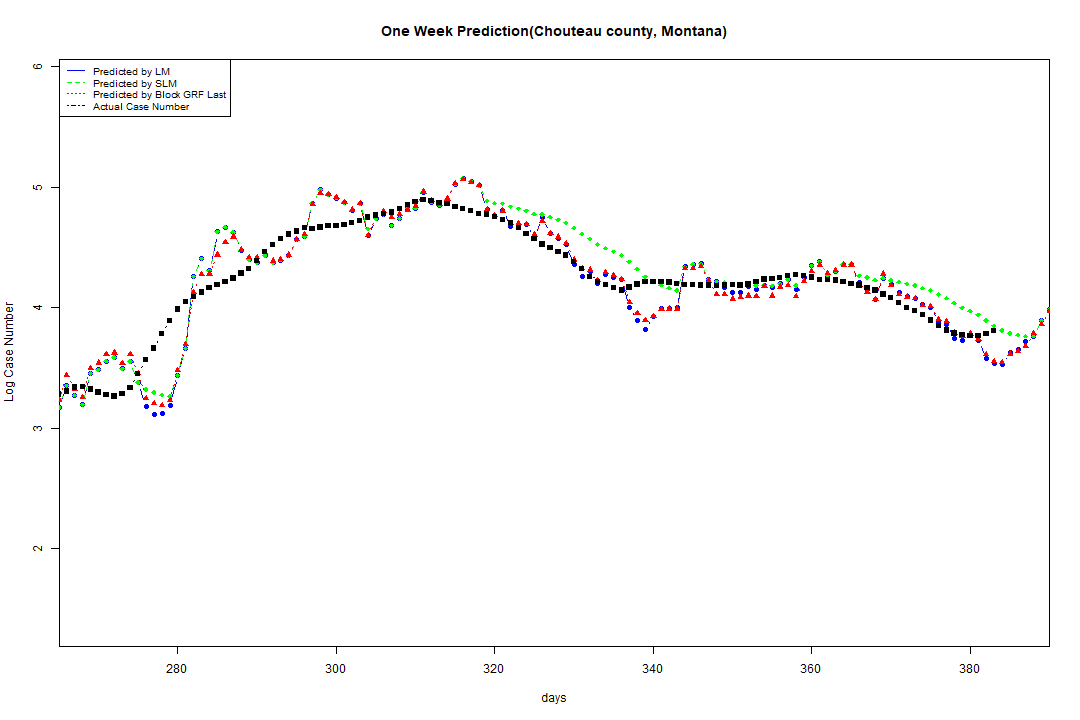 One Week Prediction(Chouteau county, Montana)
Predicted by LM
Predicted by SLM
Predicted by Block GRF Last
Actual Case Number
6
5
4
3
2
Log Case Number
280
300
320
340
360
380
days